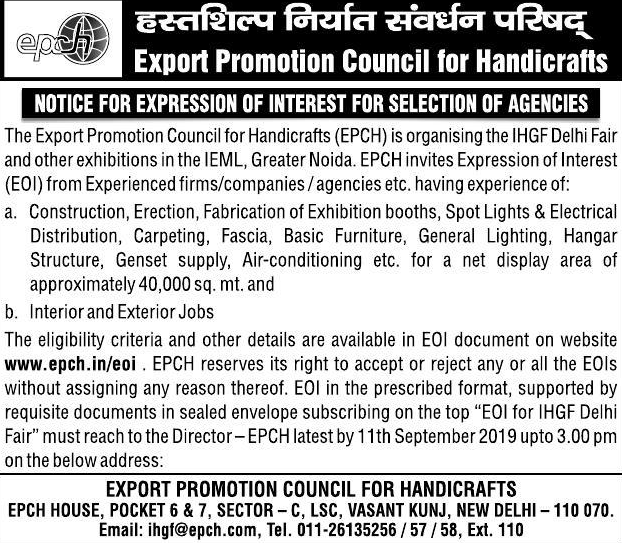 epch
हस्तशिल्प निर्यात संवर्धन परिषद्
Export Promotion Council for Handicrafts
NOTICE FOR EXPRESSION OF INTEREST FOR SELECTION OF AGENCIES
The Export Promotion Council for Handicrafts (EPCH) is organising the IHGF Delhi Fair
and other exhibitions in the IEML, Greater Noida. EPCH invites Expression of Interest
(EOI) from Experienced firms/companies / agencies etc. having experience of:
a. Construction, Erection, Fabrication of Exhibition booths, Spot Lights & Electrical
Distribution, Carpeting, Fascia, Basic Furniture, General Lighting, Hangar
Structure, Genset supply, Air-conditioning etc. for a net display area of
approximately 40,000 sq. mt. and
b. Interior and Exterior Jobs
The eligibility criteria and other details are available in EOI document on website
www.epch.in/eoi . EPCH reserves its right to accept or reject any or all the EOIs
without assigning any reason thereof. EOI in the prescribed format, supported by
requisite documents in sealed envelope subscribing on the top “EOI for IHGF Delhi
Fair” must reach to the Director – EPCH latest by 11th September 2019 upto 3.00 pm
on the below address:
EXPORT PROMOTION COUNCIL FOR HANDICRAFTS
EPCH HOUSE, POCKET 6 & 7, SECTOR – C, LSC, VASANT KUNJ, NEW DELHI – 110 070.
Email: ihgf@epch.com, Tel. 011-26135256 / 57 / 58, Ext. 110